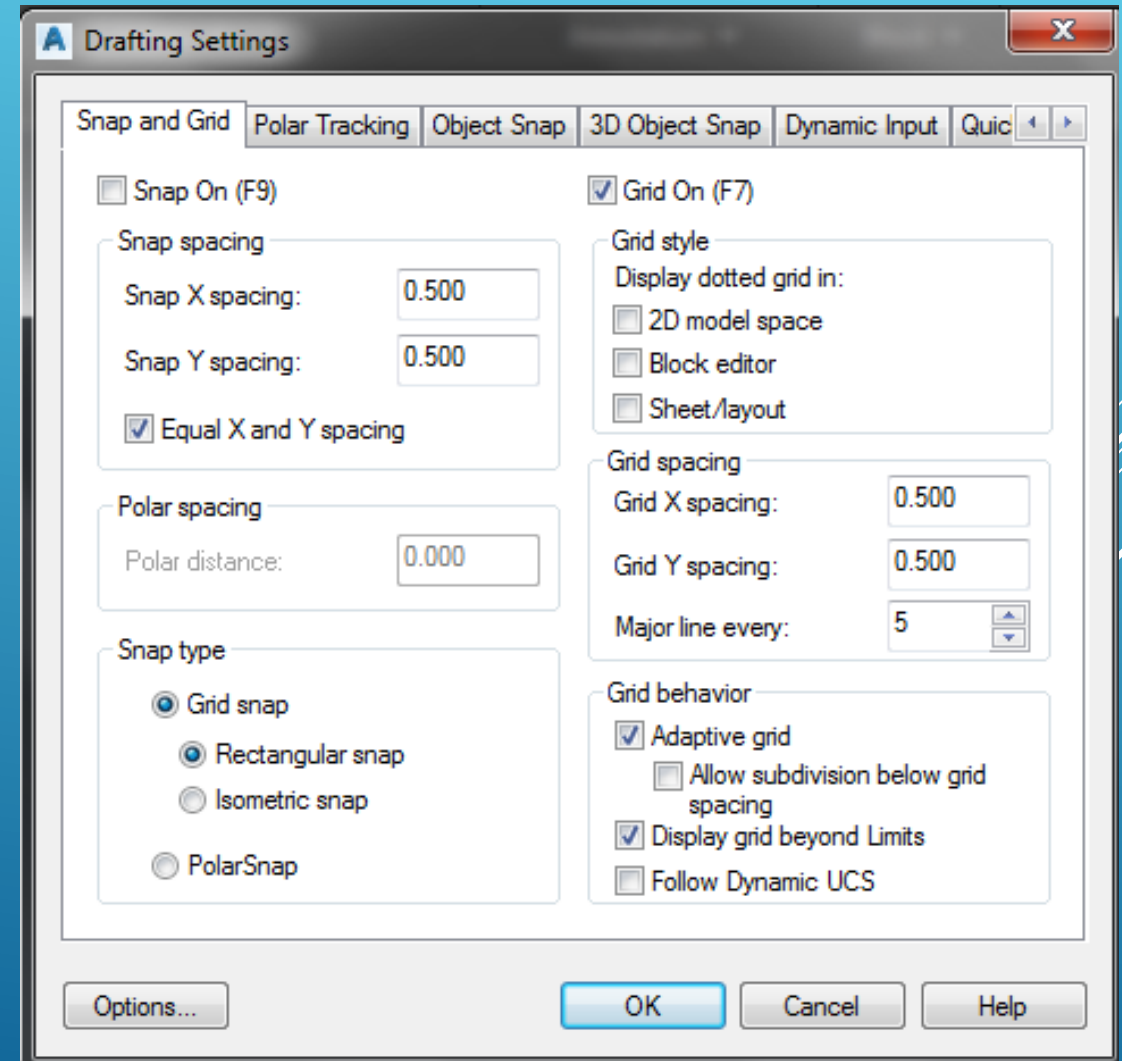 Drafting Settings
Snap and Grid
Polar Tracking
Object Snap
3D Object Snap
Dynamic Input
Quic
Snap On (F9)
Snap spacing
Snap X spacing:
0.500
Snap Y spacing:
0.500
Equal X and Y spacing
Polar spacing
Polar distance:
0.000
Snap type
Grid snap
Rectangular snap
Isometric snap
PolarSnap
Grid On (F7)
Grid style
Display dotted grid in:
2D model space
Block editor
Sheet/layout
Grid spacing
Grid X spacing:
0.500
Grid Y spacing:
0.500
Major line every:
5
Grid behavior
Adaptive grid
Allow subdivision below grid
spacing
Display grid beyond Limits
Follow Dynamic UCS
Options...
OK
Cancel
Help